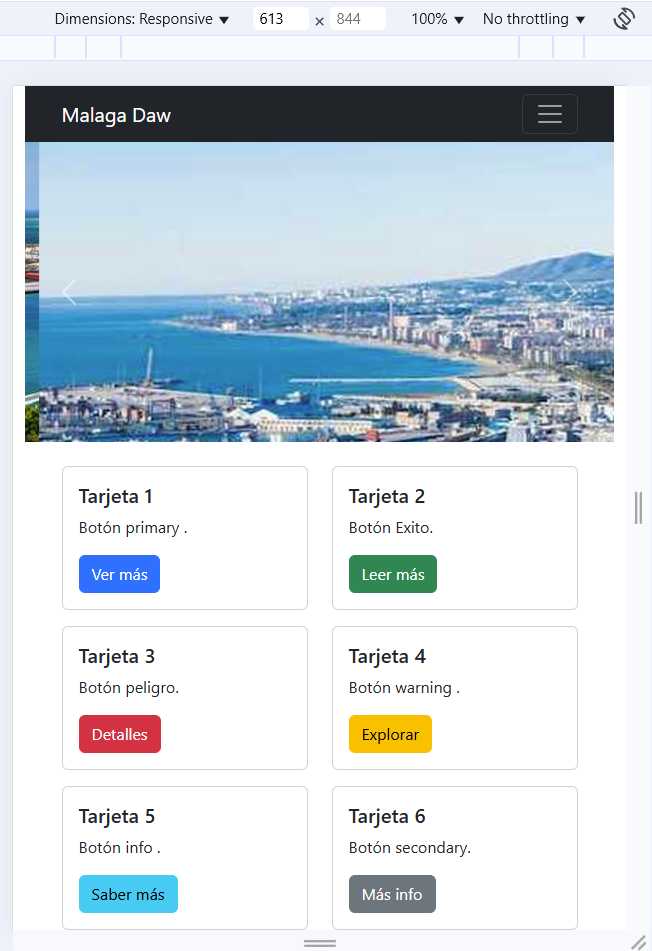 Dimensions: Responsive ▼ 613 × 844 100% ▼ No throttling ▼
Malaga Daw
Tarjeta 1
Botón primary .
Ver más
Tarjeta 2
Botón Exito.
Leer más
Tarjeta 3
Botón peligro.
Detalles
Tarjeta 4
Botón warning .
Explorar
Tarjeta 5
Botón info .
Saber más
Tarjeta 6
Botón secondary.
Más info